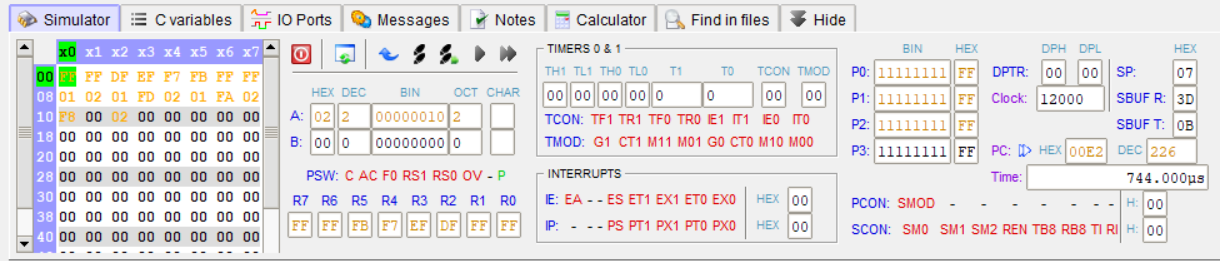 Simulator C variables IO Ports Messages Notes Calculator Find in files Hide
x0 x1 x2 x3 x4 x5 x6 x7
00 FF FF DF EF F7 FB FF FF
08 01 02 01 FD 02 01 FA 02
10 F8 00 02 00 00 00 00 00
18 00 00 00 00 00 00 00 00
20 00 00 00 00 00 00 00 00
28 00 00 00 00 00 00 00 00
30 00 00 00 00 00 00 00 00
38 00 00 00 00 00 00 00 00
40 00 00 00 00 00 00 00 00
HEX DEC BIN OCT CHAR
A: 02 2 00000010 2
B: 00 0 00000000 0
PSW: C AC F0 RS1 RS0 OV - P
R7 R6 R5 R4 R3 R2 R1 R0
FF FF FB F7 EF DF FF FF
TIMERS 0 & 1
TH1 TL1 TH0 TL0 T1 T0 TCON TMOD
00 00 00 00 0 0 00 00
TCON: TF1 TR1 TF0 TR0 IE1 IT1 IE0 IT0
TMOD: G1 CT1 M11 M01 G0 CT0 M10 M00
INTERRUPTS
IE: EA - - ES ET1 EX1 ET0 EX0 HEX 00
IP: - - - PS PT1 PX1 PT0 PX0 HEX 00
BIN HEX DPH DPL HEX
P0: 11111111 FF DPTR: 00 00 SP: 07
P1: 11111111 FF Clock: 12000 SBUF R: 3D
P2: 11111111 FF SBUF T: 0B
P3: 11111111 FF PC: HEX 00E2 DEC 226
Time: 744.000µs
PCON: SMOD - - - - - - - H: 00
SCON: SM0 SM1 SM2 REN TB8 RB8 TI RI H: 00